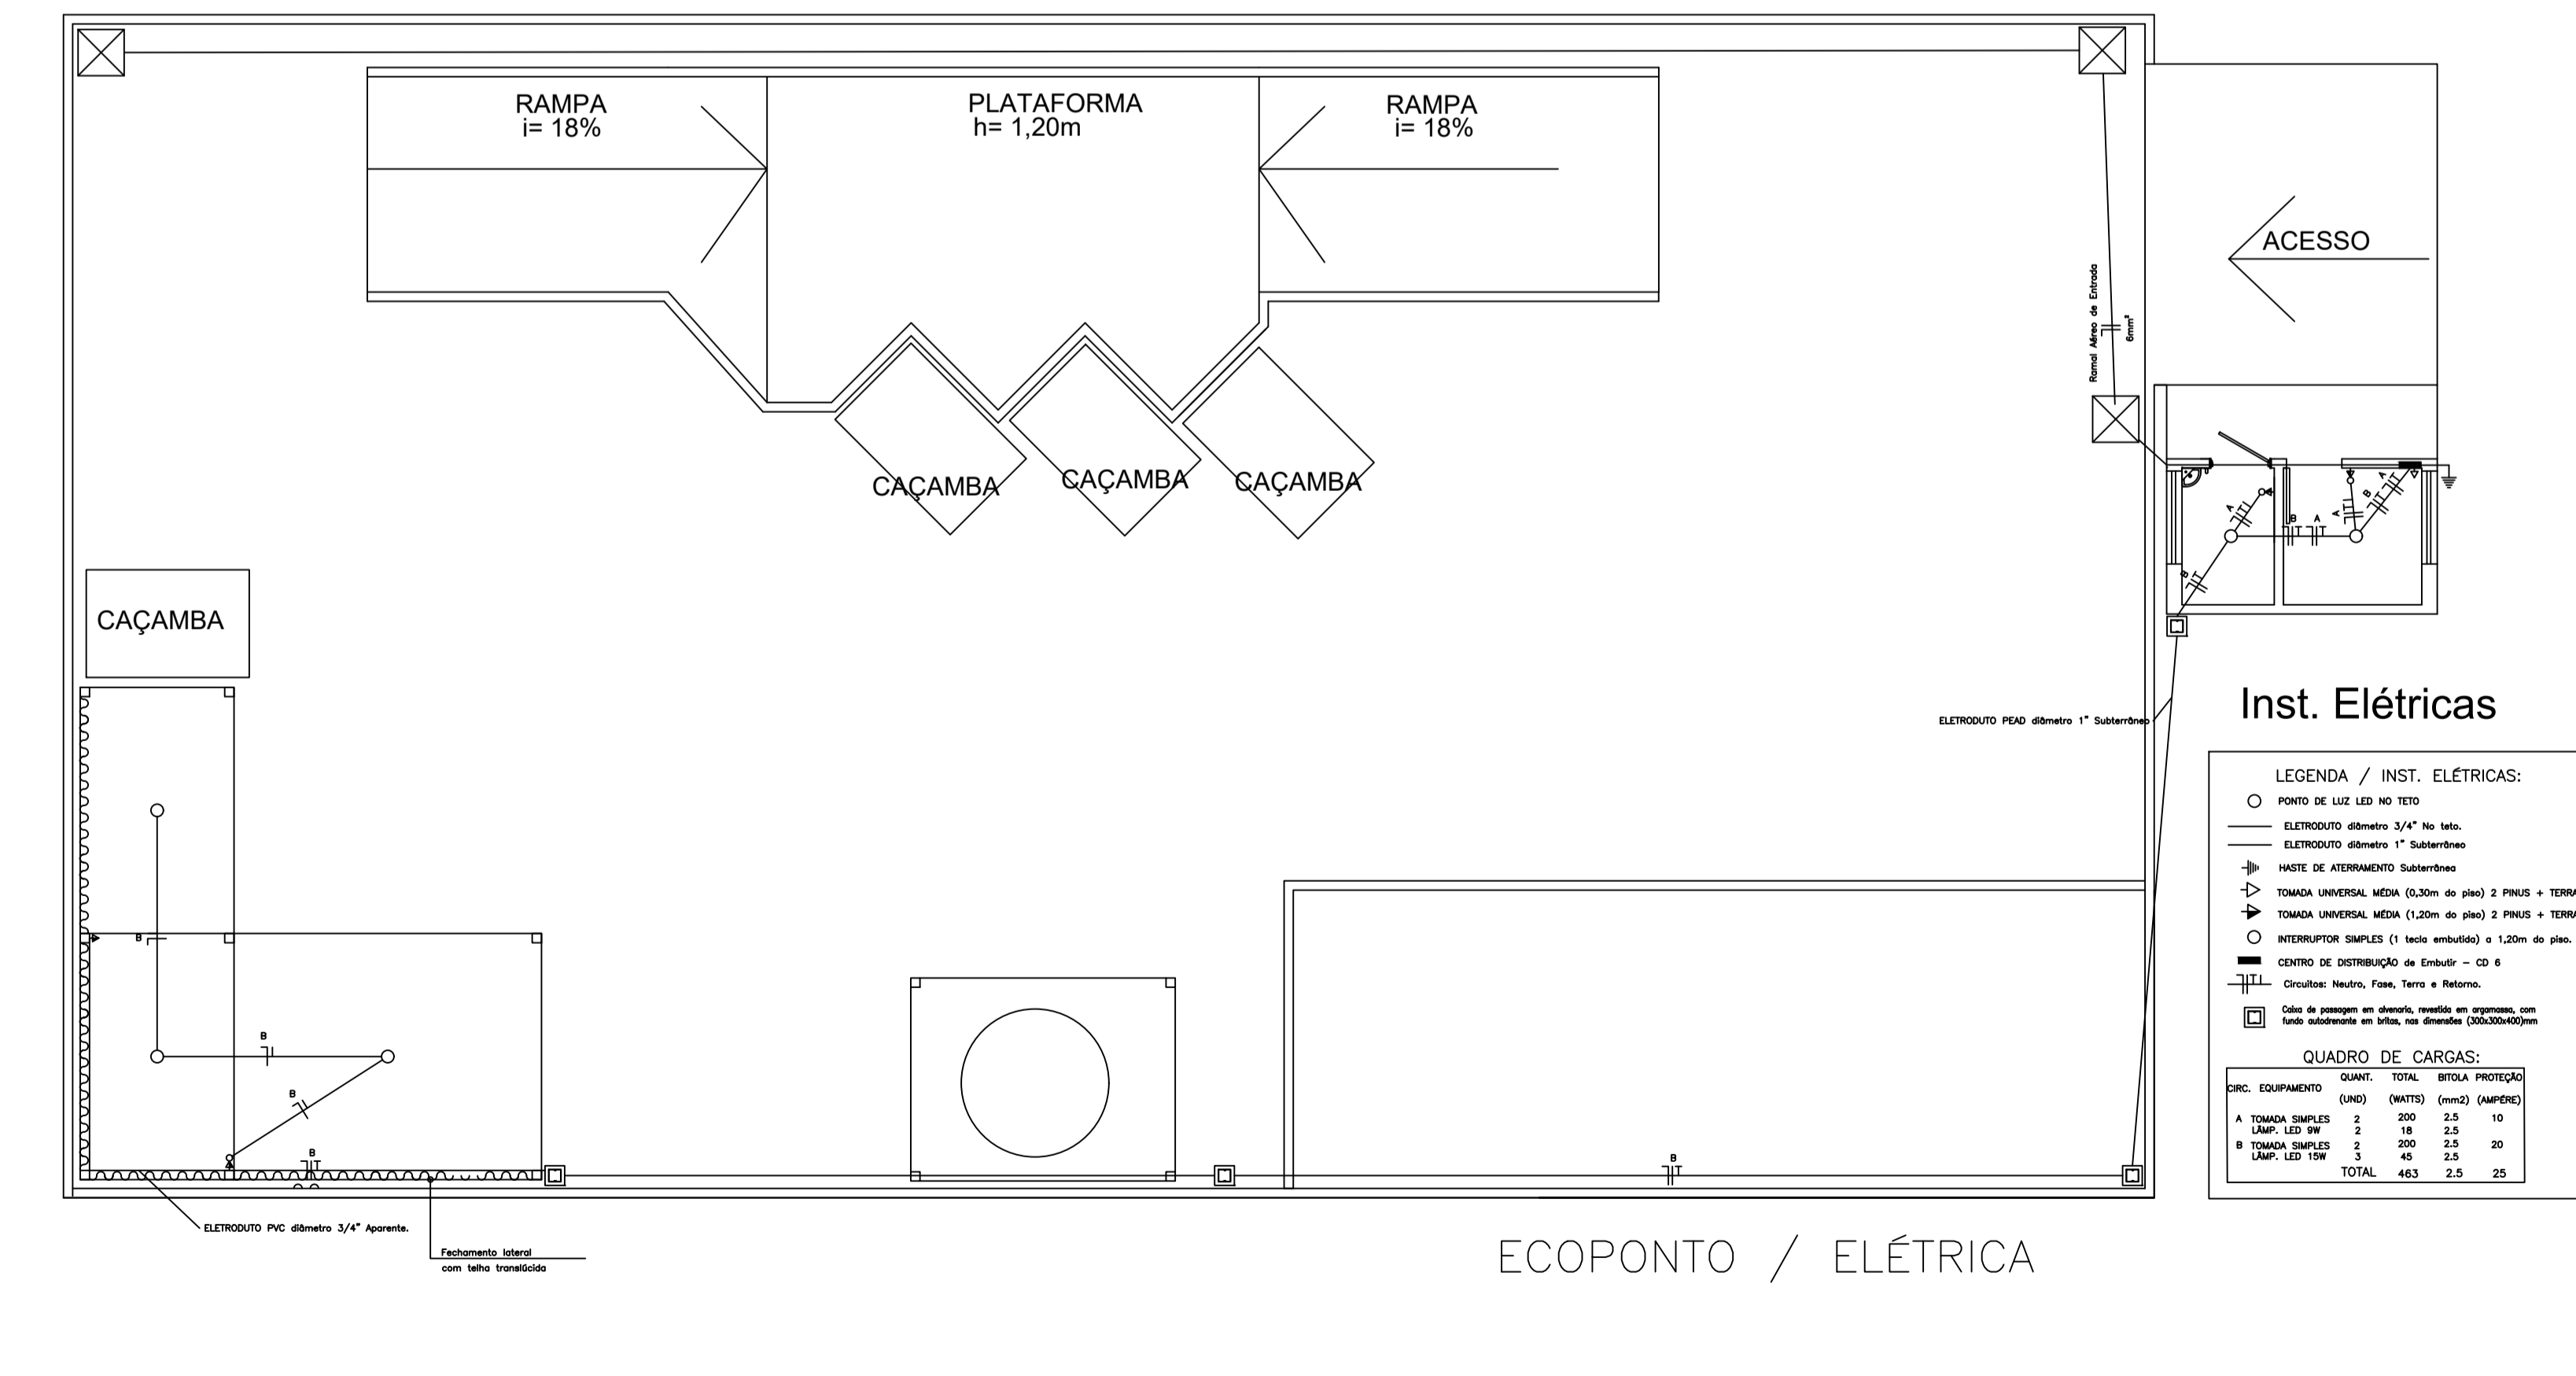 RAMPA
i= 18%
PLATAFORMA
h= 1,20m
RAMPA
i= 18%
ACESSO
Ramal Aéreo de Entrada
6mm²
CAÇAMBA
CAÇAMBA
CAÇAMBA
CAÇAMBA
A
B
B
A
A
B
A
ELETRODUTO PEAD diâmetro 1" Subterrâneo
Inst. Elétricas
LEGENDA / INST. ELÉTRICAS:
PONTO DE LUZ LED NO TETO
ELETRODUTO diâmetro 3/4" No teto.
ELETRODUTO diâmetro 1" Subterrâneo
HASTE DE ATERRAMENTO Subterrânea
TOMADA UNIVERSAL MÉDIA (0,30m do piso) 2 PINUS + TERRA
TOMADA UNIVERSAL MÉDIA (1,20m do piso) 2 PINUS + TERRA
INTERRUPTOR SIMPLES (1 tecla embutida) a 1,20m do piso.
CENTRO DE DISTRIBUIÇÃO de Embutir - CD 6
Circuitos: Neutro, Fase, Terra e Retorno.
Caixa de passagem em alvenaria, revestida em argamassa, com
fundo autodrenante em britas, nas dimensões (300x300x400)mm
QUADRO DE CARGAS:
CIRC. EQUIPAMENTO QUANT. (UND) TOTAL (WATTS) BITOLA (mm2) PROTEÇÃO (AMPÉRE)
A TOMADA SIMPLES 2 200 2.5 10
LÂMP. LED 9W 2 18 2.5
B TOMADA SIMPLES 2 200 2.5 20
LÂMP. LED 15W 3 45 2.5
TOTAL 463 2.5 25
B
B
B
B
B
ELETRODUTO PVC diâmetro 3/4" Aparente.
Fechamento lateral
com telha translúcida
ECOPONTO / ELÉTRICA